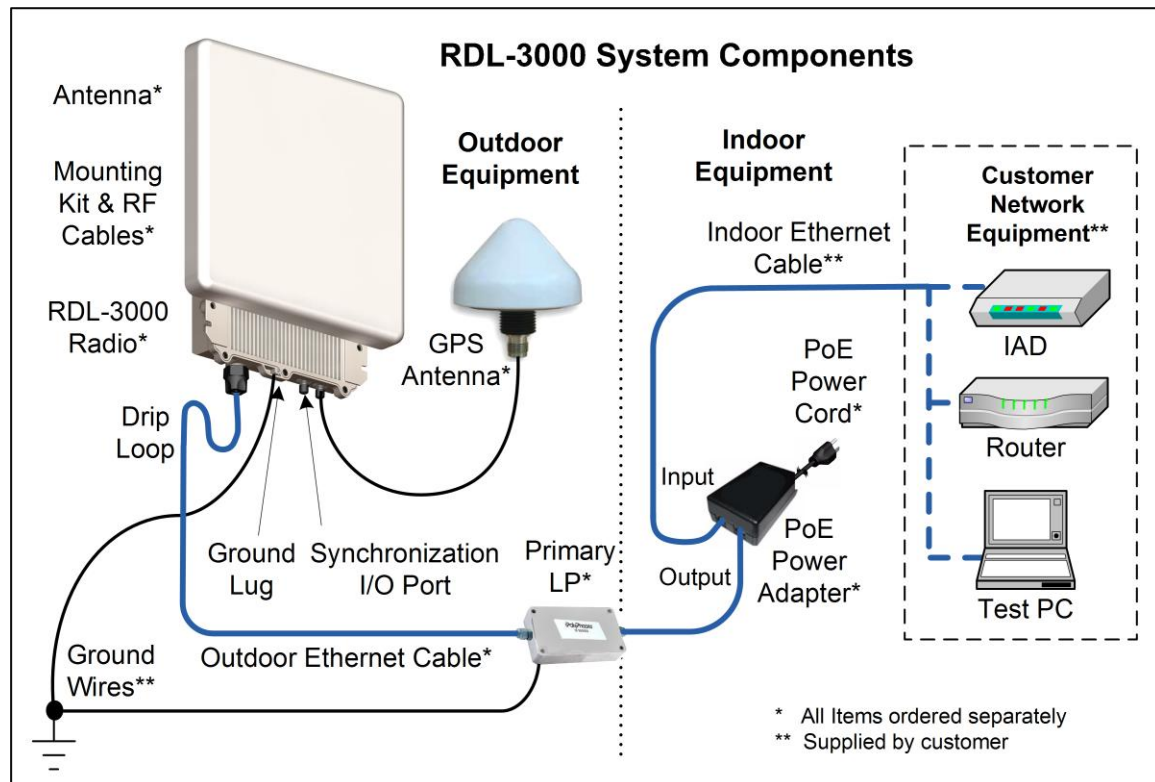 RDL-3000 System Components
Antenna*
Mounting
Kit & RF
Cables*
RDL-3000
Radio*
Drip
Loop
Outdoor
Equipment
GPS
Antenna*
Ground
Lug
Synchronization
I/O Port
Primary
LP*
Outdoor Ethernet Cable*
Ground
Wires**
Indoor
Equipment
Indoor Ethernet
Cable**
PoE
Power
Cord*
Input
Output
PoE
Power
Adapter*
Customer
Network
Equipment**
IAD
Router
Test PC
* All Items ordered separately
** Supplied by customer